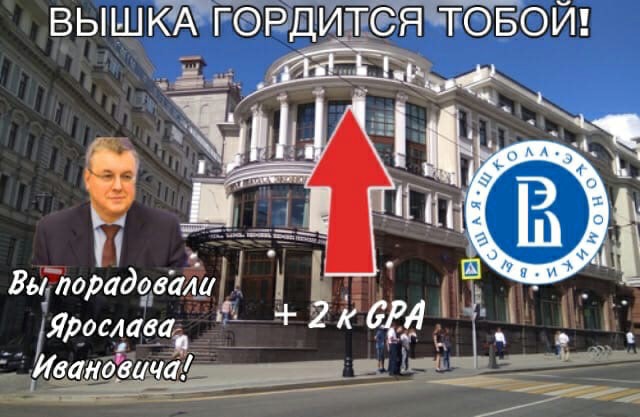 ВЫШКА ГОРДИТСЯ ТОБОЙ!
ВЫСШАЯ•ШКОЛА•ЭКОНОМИКИ•
Вы порадовали
Ярослава
Ивановича!
+ 2 к GPA